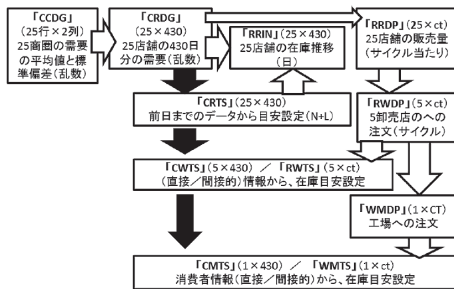 「CCDG」
(25行×2列)
25商圏の需要
の平均値と標
準偏差(乱数)
「CRDG」
(25×430)
25店舗の430日
分の需要(乱数)
「RRIN」(25×430)
25店舗の在庫推移
(日)
「RRDP」(25×ct)
25店舗の販売量
(サイクル当たり)
「CRTS」(25×430)
前日までのデータから目安設定(N+L)
「RWDP」(5×ct)
5卸売店のへの
注文(サイクル)
「CWTS」(5×430) / 「RWTS」(5×ct)
(直接/間接的)情報から、在庫目安設定
「WMDP」(1×CT)
工場への注文
「CMTS」(1×430) / 「WMTS」(1×ct)
消費者情報(直接/間接的)から、在庫目安設定